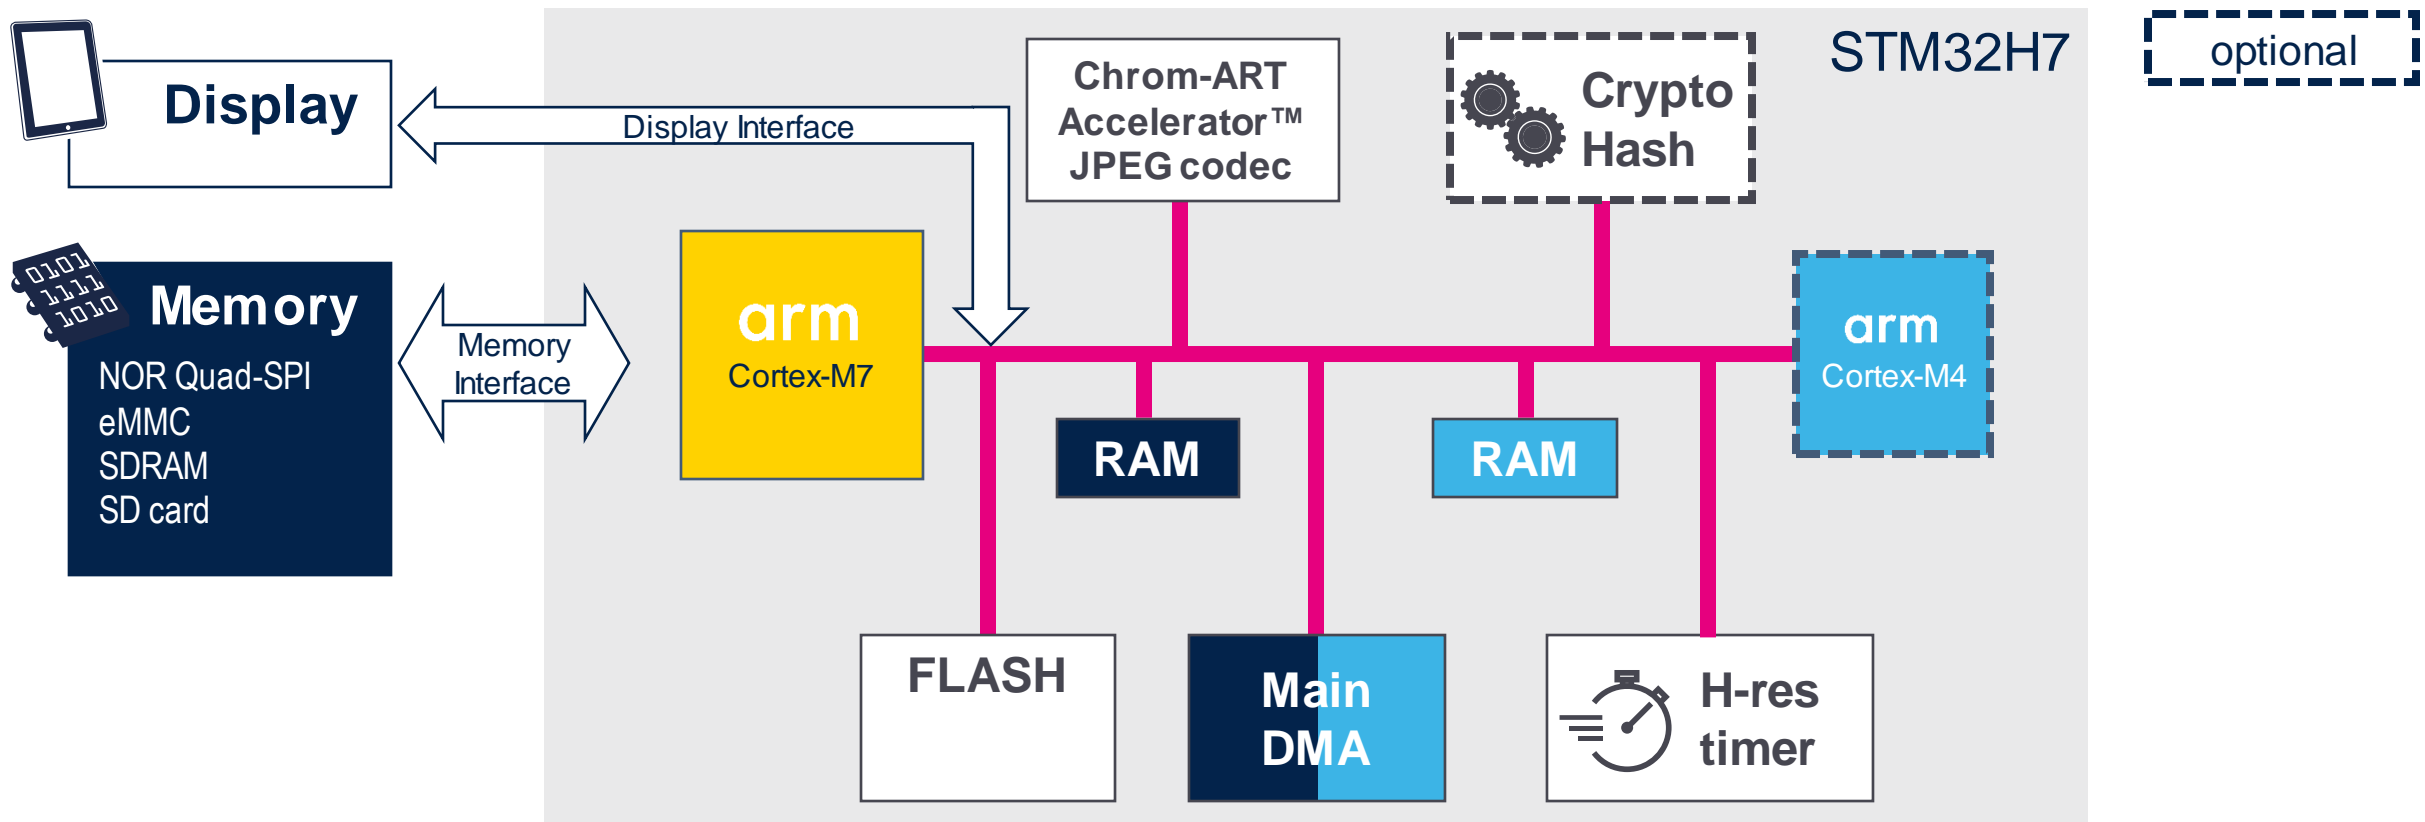 Display
Display Interface
Chrom-ART
Accelerator™
JPEG codec
Crypto
Hash
STM32H7
optional
0101
1111
1010
Memory
NOR Quad-SPI
eMMC
SDRAM
SD card
Memory
Interface
arm
Cortex-M7
arm
Cortex-M4
RAM
RAM
FLASH
Main
DMA
H-res
timer